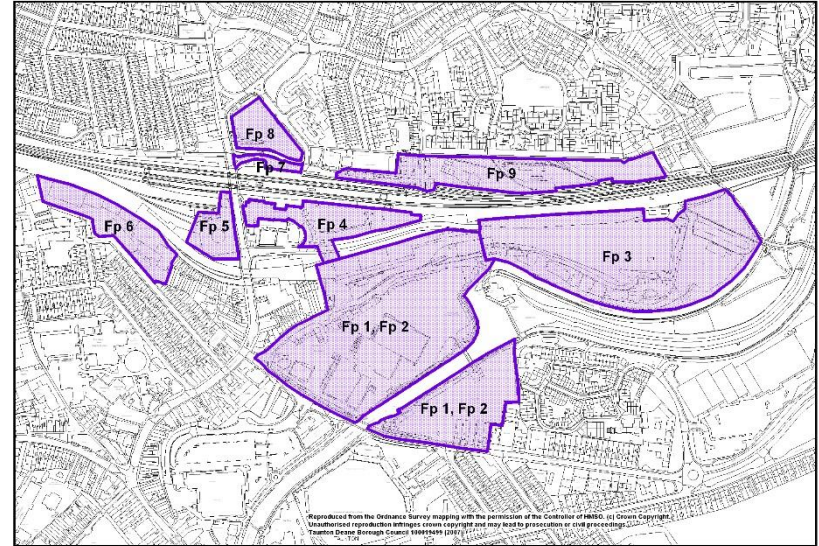 Fp 8
Fp 7
Fp 9
Fp 6
Fp 5
Fp 4
Fp 3
Fp 1, Fp 2
Fp 1, Fp 2
Reproduced from the Ordnance Survey mapping with the permission of the Controller of HMSO. (c) Crown Copyright.
Unauthorised reproduction infringes crown copyright and may lead to prosecution or civil proceedings.
Taunton Deane Borough Council 100019499 (2007)